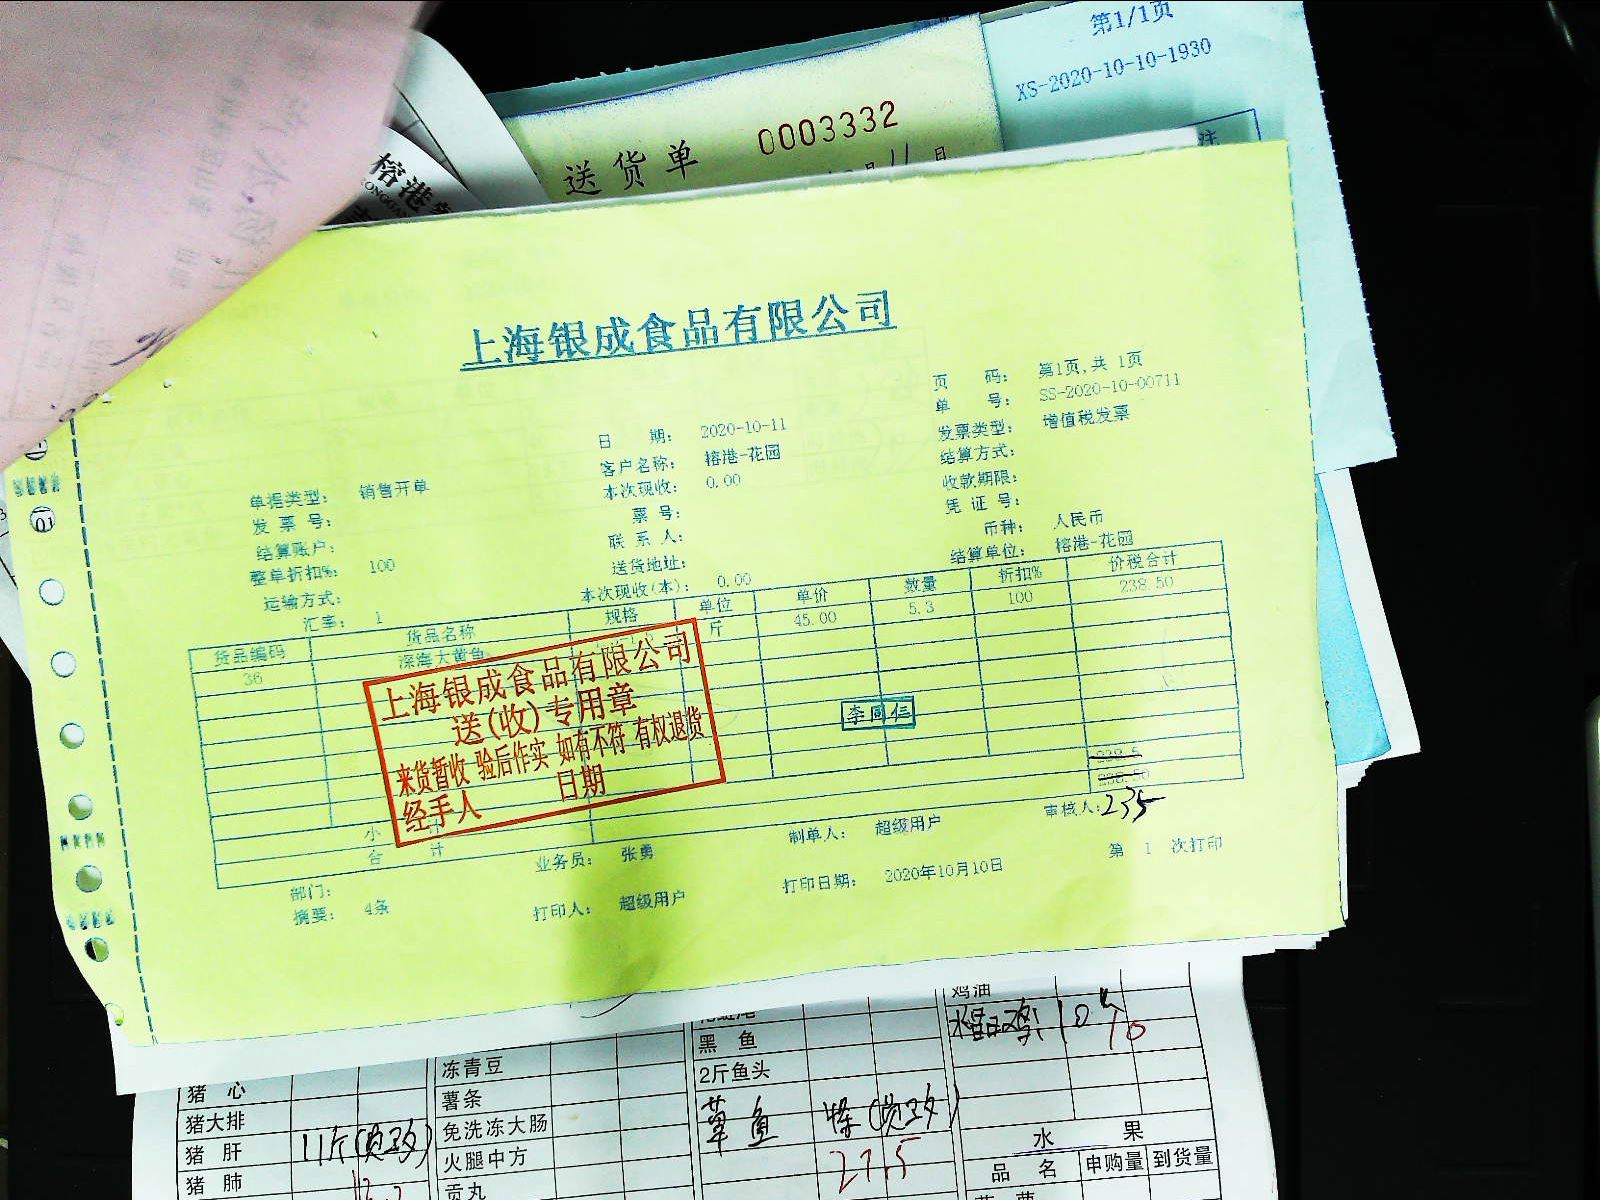 第1/1页
XS-2020-10-10-1930
注
送货单 0003332
11 日
榕港
上海银成食品有限公司
页 码: 第1页,共 1页
单 号: SS-2020-10-00711
日 期: 2020-10-11
发票类型: 增值税发票
客户名称: 榕港-花园
结算方式:
单据类型: 销售开单
本次现收: 0.00
收款期限:
发 票 号:
票 号:
凭 证 号:
结算账户:
联 系 人:
币种: 人民币
整单折扣%: 100
送货地址:
结算单位: 榕港-花园
运输方式:
本次现收(本): 0.00
汇率: 1
货品编码 货品名称 规格 单位 单价 数量 折扣% 价税合计
36 深海大黄鱼 斤 45.00 5.3 100 238.50
上海银成食品有限公司
送(收)专用章
来货暂收 验后作实 如有不符 有权退货
经手人 日期
李同仁
小 计 238.5
合 计 238.50
235
部门:
业务员: 张勇
制单人: 超级用户
审核人:
摘要: 4条
打印人: 超级用户
打印日期: 2020年10月10日
第 1 次打印
01
猪 心
猪大排
猪 肝 11斤
猪 肺
冻青豆
薯条
免洗冻大肠
火腿中方
贡丸
黑 鱼
2斤鱼头
草鱼
27.5
鸡油
10
水 果
品 名 申购量 到货量